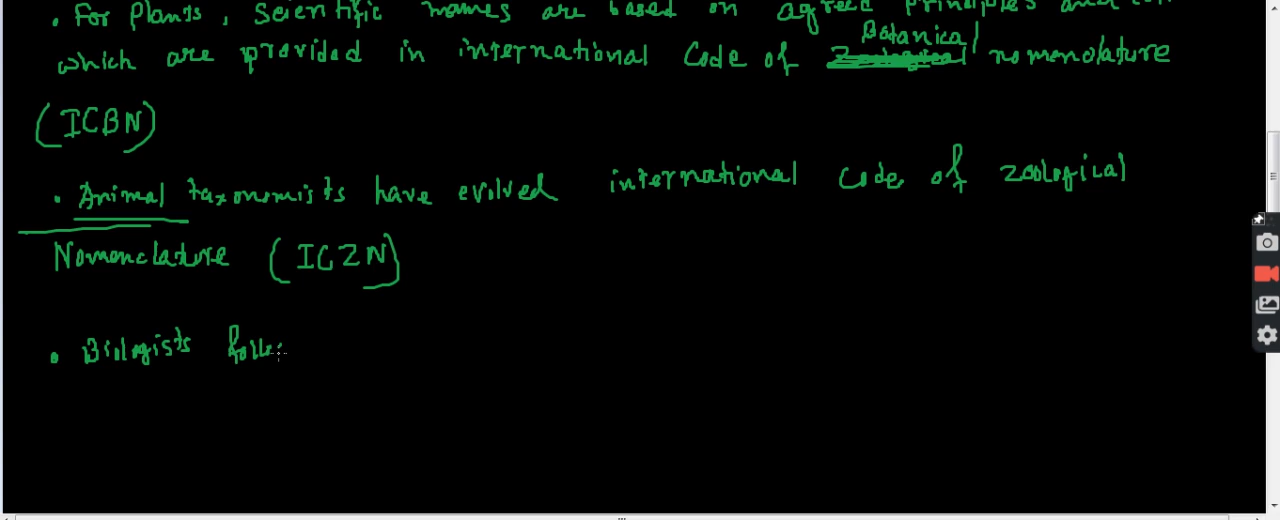 • For Plants, Scientific names are based on agreed Principles and
which are provided in international Code of Botanical nomenclature
(ICBN)
• Animal taxonomists have evolved international code of zoological
Nomenclature (ICZN)
• Biologists follo